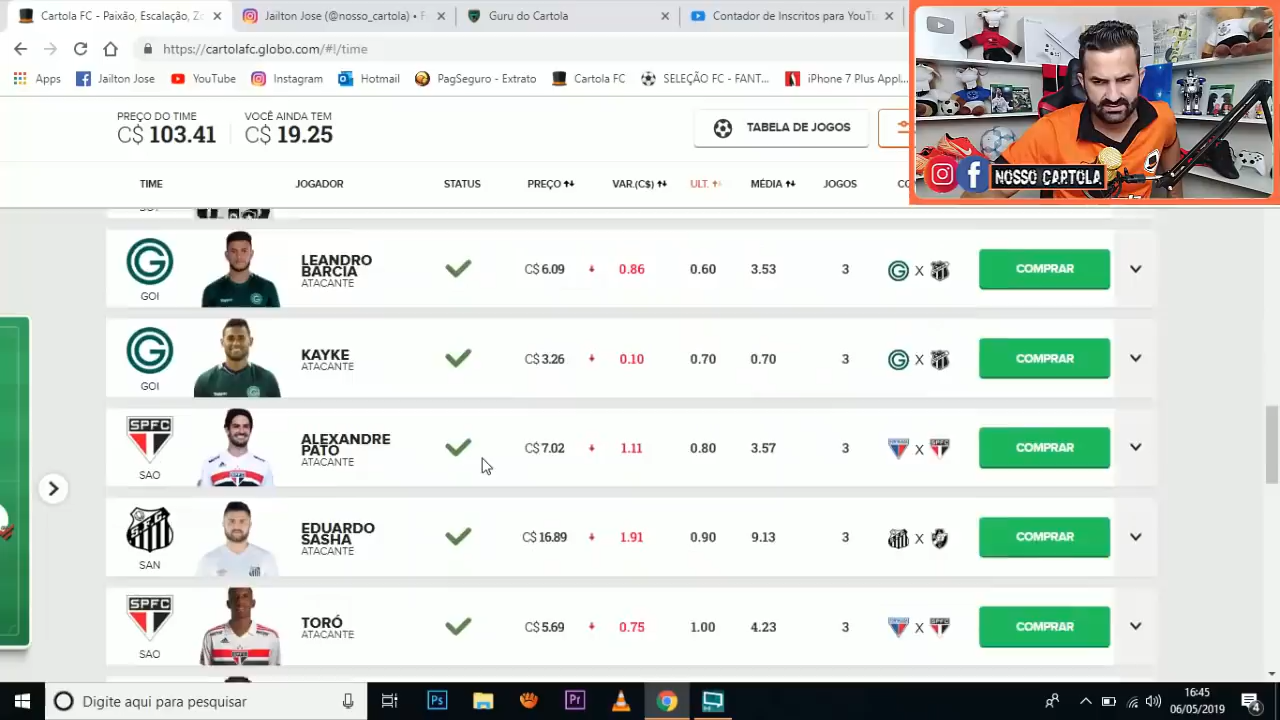 Cartola FC - Paixão, Escalação, Zo
Jailton Jose (@nosso_cartola) • f
Guru do Cartola
Contador de Inscritos para YouTu
https://cartolafc.globo.com/#!/time
Apps
Jailton Jose
YouTube
Instagram
Hotmail
PagSeguro - Extrato
Cartola FC
SELEÇÃO FC - FANT...
iPhone 7 Plus Appl...
PREÇO DO TIME
C$ 103.41
VOCÊ AINDA TEM
C$ 19.25
TABELA DE JOGOS
NOSSO CARTOLA
TIME JOGADOR STATUS PREÇO VAR.(C$) ULT. MÉDIA JOGOS
GOI LEANDRO BARCIA ATACANTE C$ 6.09 0.86 0.60 3.53 3 X COMPRAR
GOI KAYKE ATACANTE C$ 3.26 0.10 0.70 0.70 3 X COMPRAR
SPFC SAO ALEXANDRE PATO ATACANTE C$ 7.02 1.11 0.80 3.57 3 X COMPRAR
SAN EDUARDO SASHA ATACANTE C$ 16.89 1.91 0.90 9.13 3 X COMPRAR
SPFC SAO TORÓ ATACANTE C$ 5.69 0.75 1.00 4.23 3 X COMPRAR
Digite aqui para pesquisar
16:45
06/05/2019
4